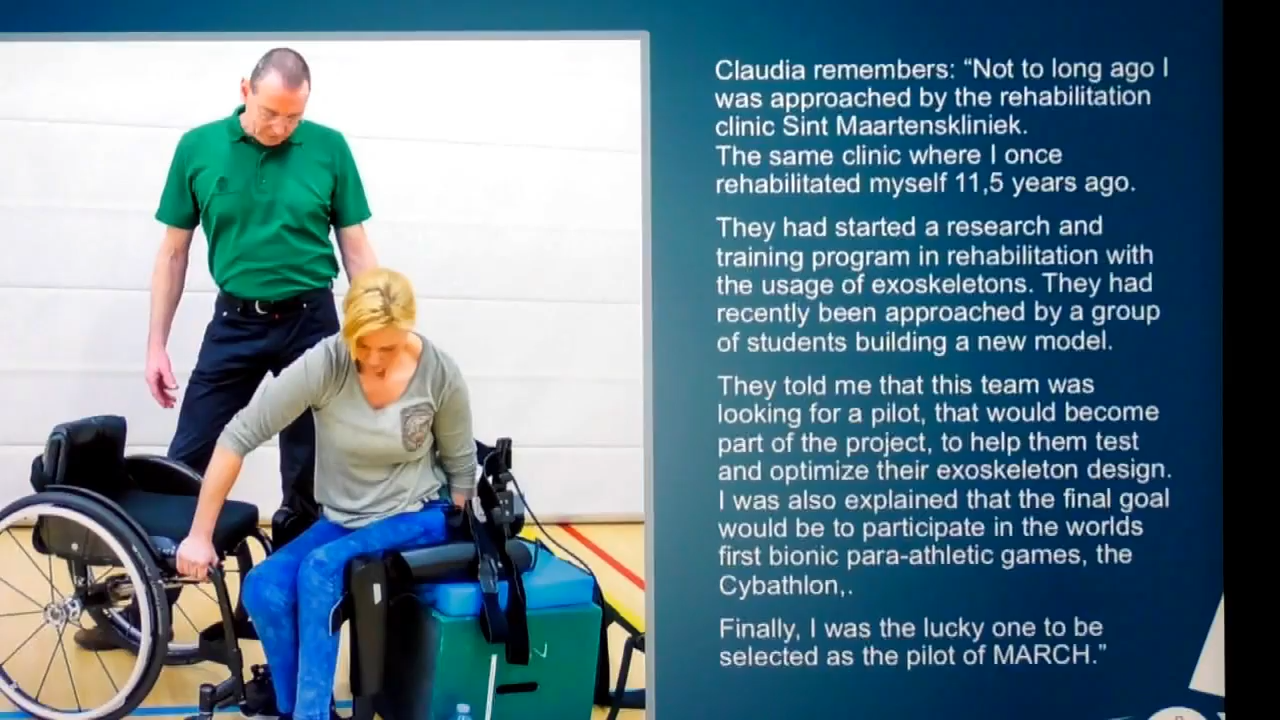 Claudia remembers: “Not to long ago I
was approached by the rehabilitation
clinic Sint Maartenskliniek.
The same clinic where I once
rehabilitated myself 11,5 years ago.
They had started a research and
training program in rehabilitation with
the usage of exoskeletons. They had
recently been approached by a group
of students building a new model.
They told me that this team was
looking for a pilot, that would become
part of the project, to help them test
and optimize their exoskeleton design.
I was also explained that the final goal
would be to participate in the worlds
first bionic para-athletic games, the
Cybathlon,.
Finally, I was the lucky one to be
selected as the pilot of MARCH.”